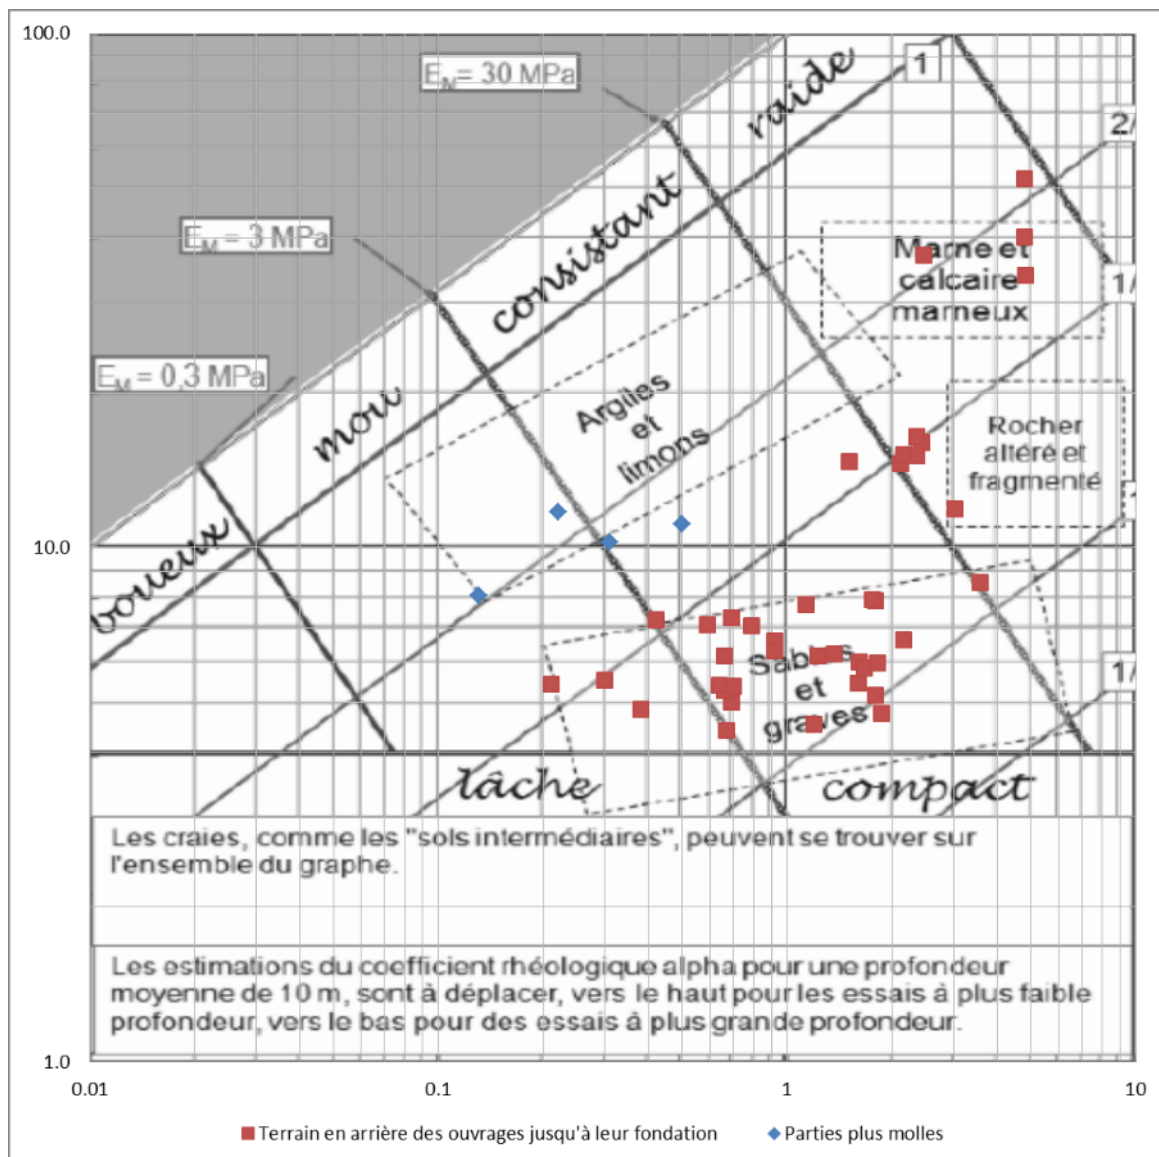 100.0
E_M = 30 MPa
raide
1
2/
consistant
E_M = 3 MPa
Marne et
calcaire
marneux
1/
E_M = 0,3 MPa
mou
Argiles
et
limons
Rocher
altéré et
fragmenté
1
10.0
boueux
Sables
et
graves
1/
lâche
compact
Les craies, comme les "sols intermédiaires", peuvent se trouver sur
l'ensemble du graphe.
Les estimations du coefficient rhéologique alpha pour une profondeur
moyenne de 10 m, sont à déplacer, vers le haut pour les essais à plus faible
profondeur, vers le bas pour des essais à plus grande profondeur.
1.0
0.01
0.1
1
10
Terrain en arrière des ouvrages jusqu'à leur fondation
Parties plus molles